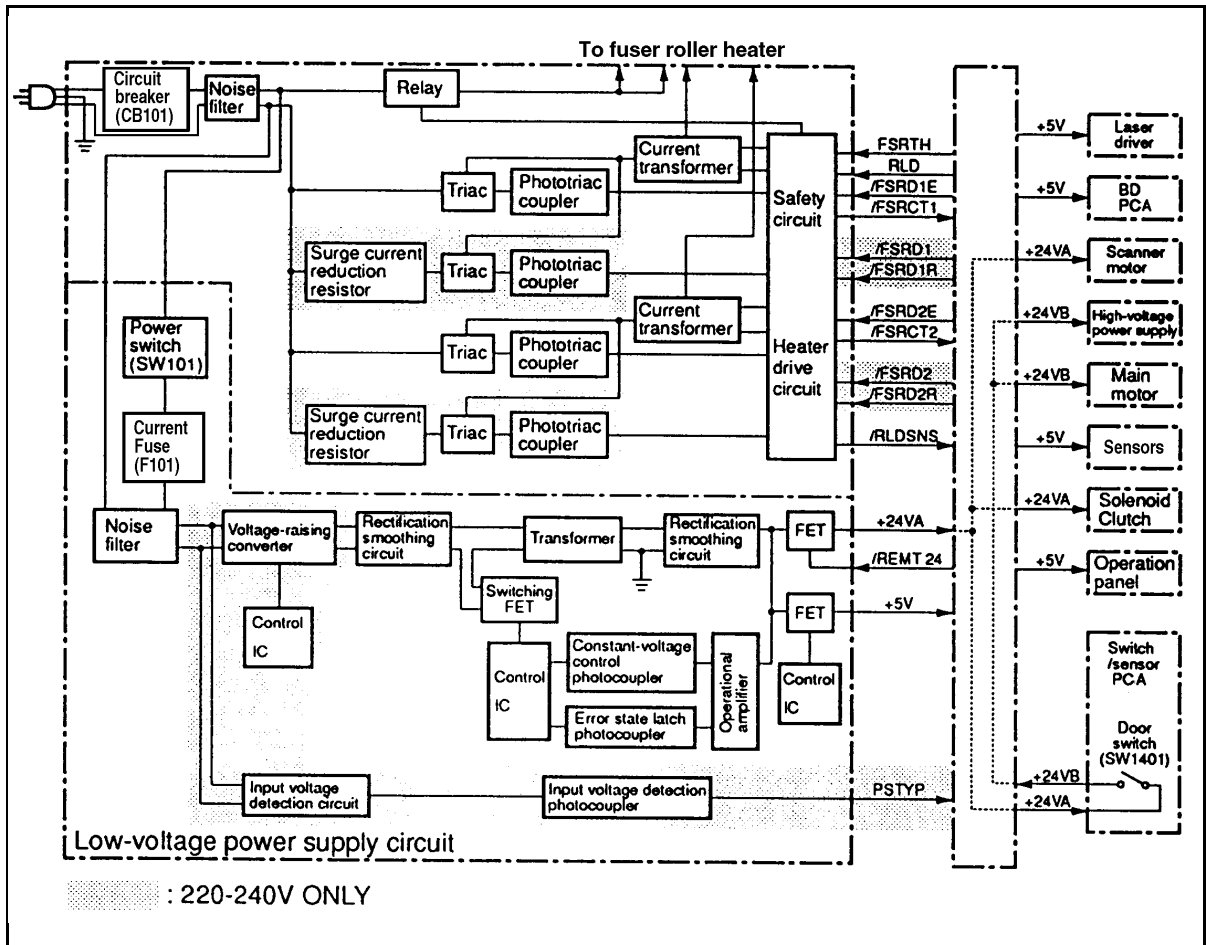 To fuser roller heater
Circuit
breaker
(CB101)
Noise
filter
Relay
Current
transformer
Triac
Phototriac
coupler
Safety
circuit
Surge current
reduction
resistor
Triac
Phototriac
coupler
Current
transformer
Triac
Phototriac
coupler
Heater
drive
circuit
Surge current
reduction
resistor
Triac
Phototriac
coupler
FSRTH
RLD
/FSRD1E
/FSRCT1
/FSRD1
/FSRD1R
/FSRD2E
/FSRCT2
/FSRD2
/FSRD2R
/RLDSNS
Power
switch
(SW101)
Current
Fuse
(F101)
Noise
filter
Voltage-raising
converter
Rectification
smoothing
circuit
Transformer
Rectification
smoothing
circuit
FET
+24VA
/REMT 24
Switching
FET
FET
+5V
Control
IC
Control
IC
Constant-voltage
control
photocoupler
Error state latch
photocoupler
Operational
amplifier
Control
IC
Input voltage
detection circuit
Input voltage detection
photocoupler
PSTYP
Low-voltage power supply circuit
+5V
Laser
driver
+5V
BD
PCA
+24VA
Scanner
motor
+24VB
High-voltage
power supply
+24VB
Main
motor
+5V
Sensors
+24VA
Solenoid
Clutch
+5V
Operation
panel
Switch
/sensor
PCA
Door
switch
(SW1401)
+24VB
+24VA
: 220-240V ONLY